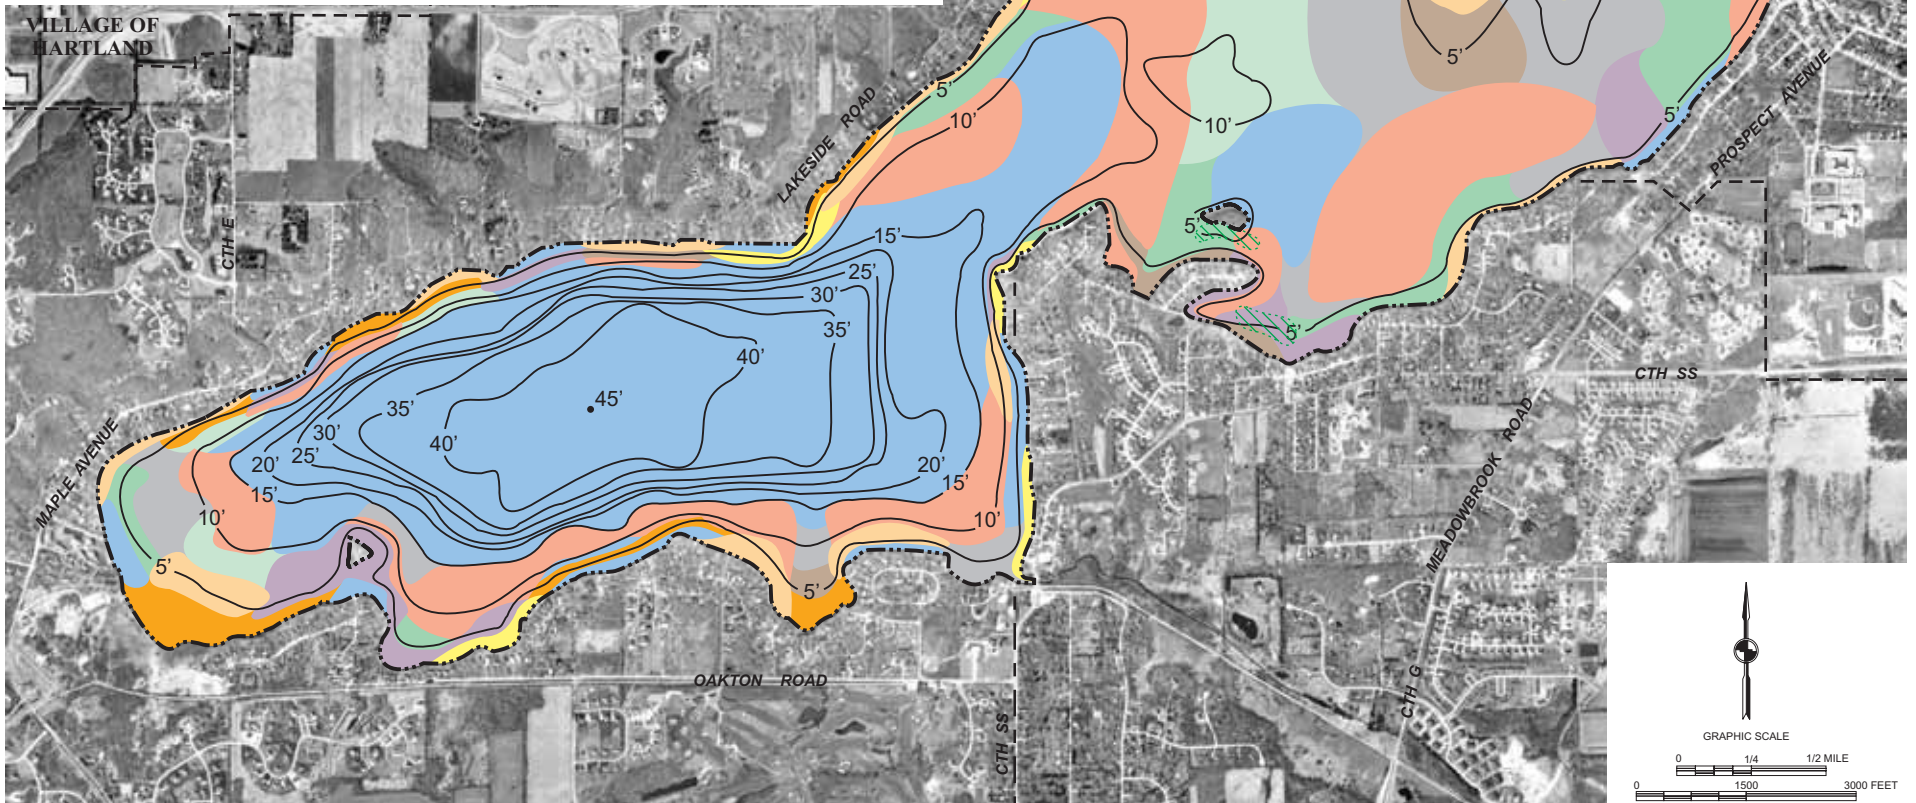 VILLAGE OF
HARTLAND
5'
5'
10'
LAKESIDE ROAD
10'
5'
PROSPECT AVENUE
CTH E
15'
5'
25'
30'
35'
5'
40'
CTH SS
45'
35'
40'
30'
25'
20'
15'
20'
15'
MAPLE AVENUE
MEADOWBROOK ROAD
10'
10'
5'
5'
OAKTON ROAD
CTH G
CTH SS
GRAPHIC SCALE
0 1/4 1/2 MILE
0 1500 3000 FEET